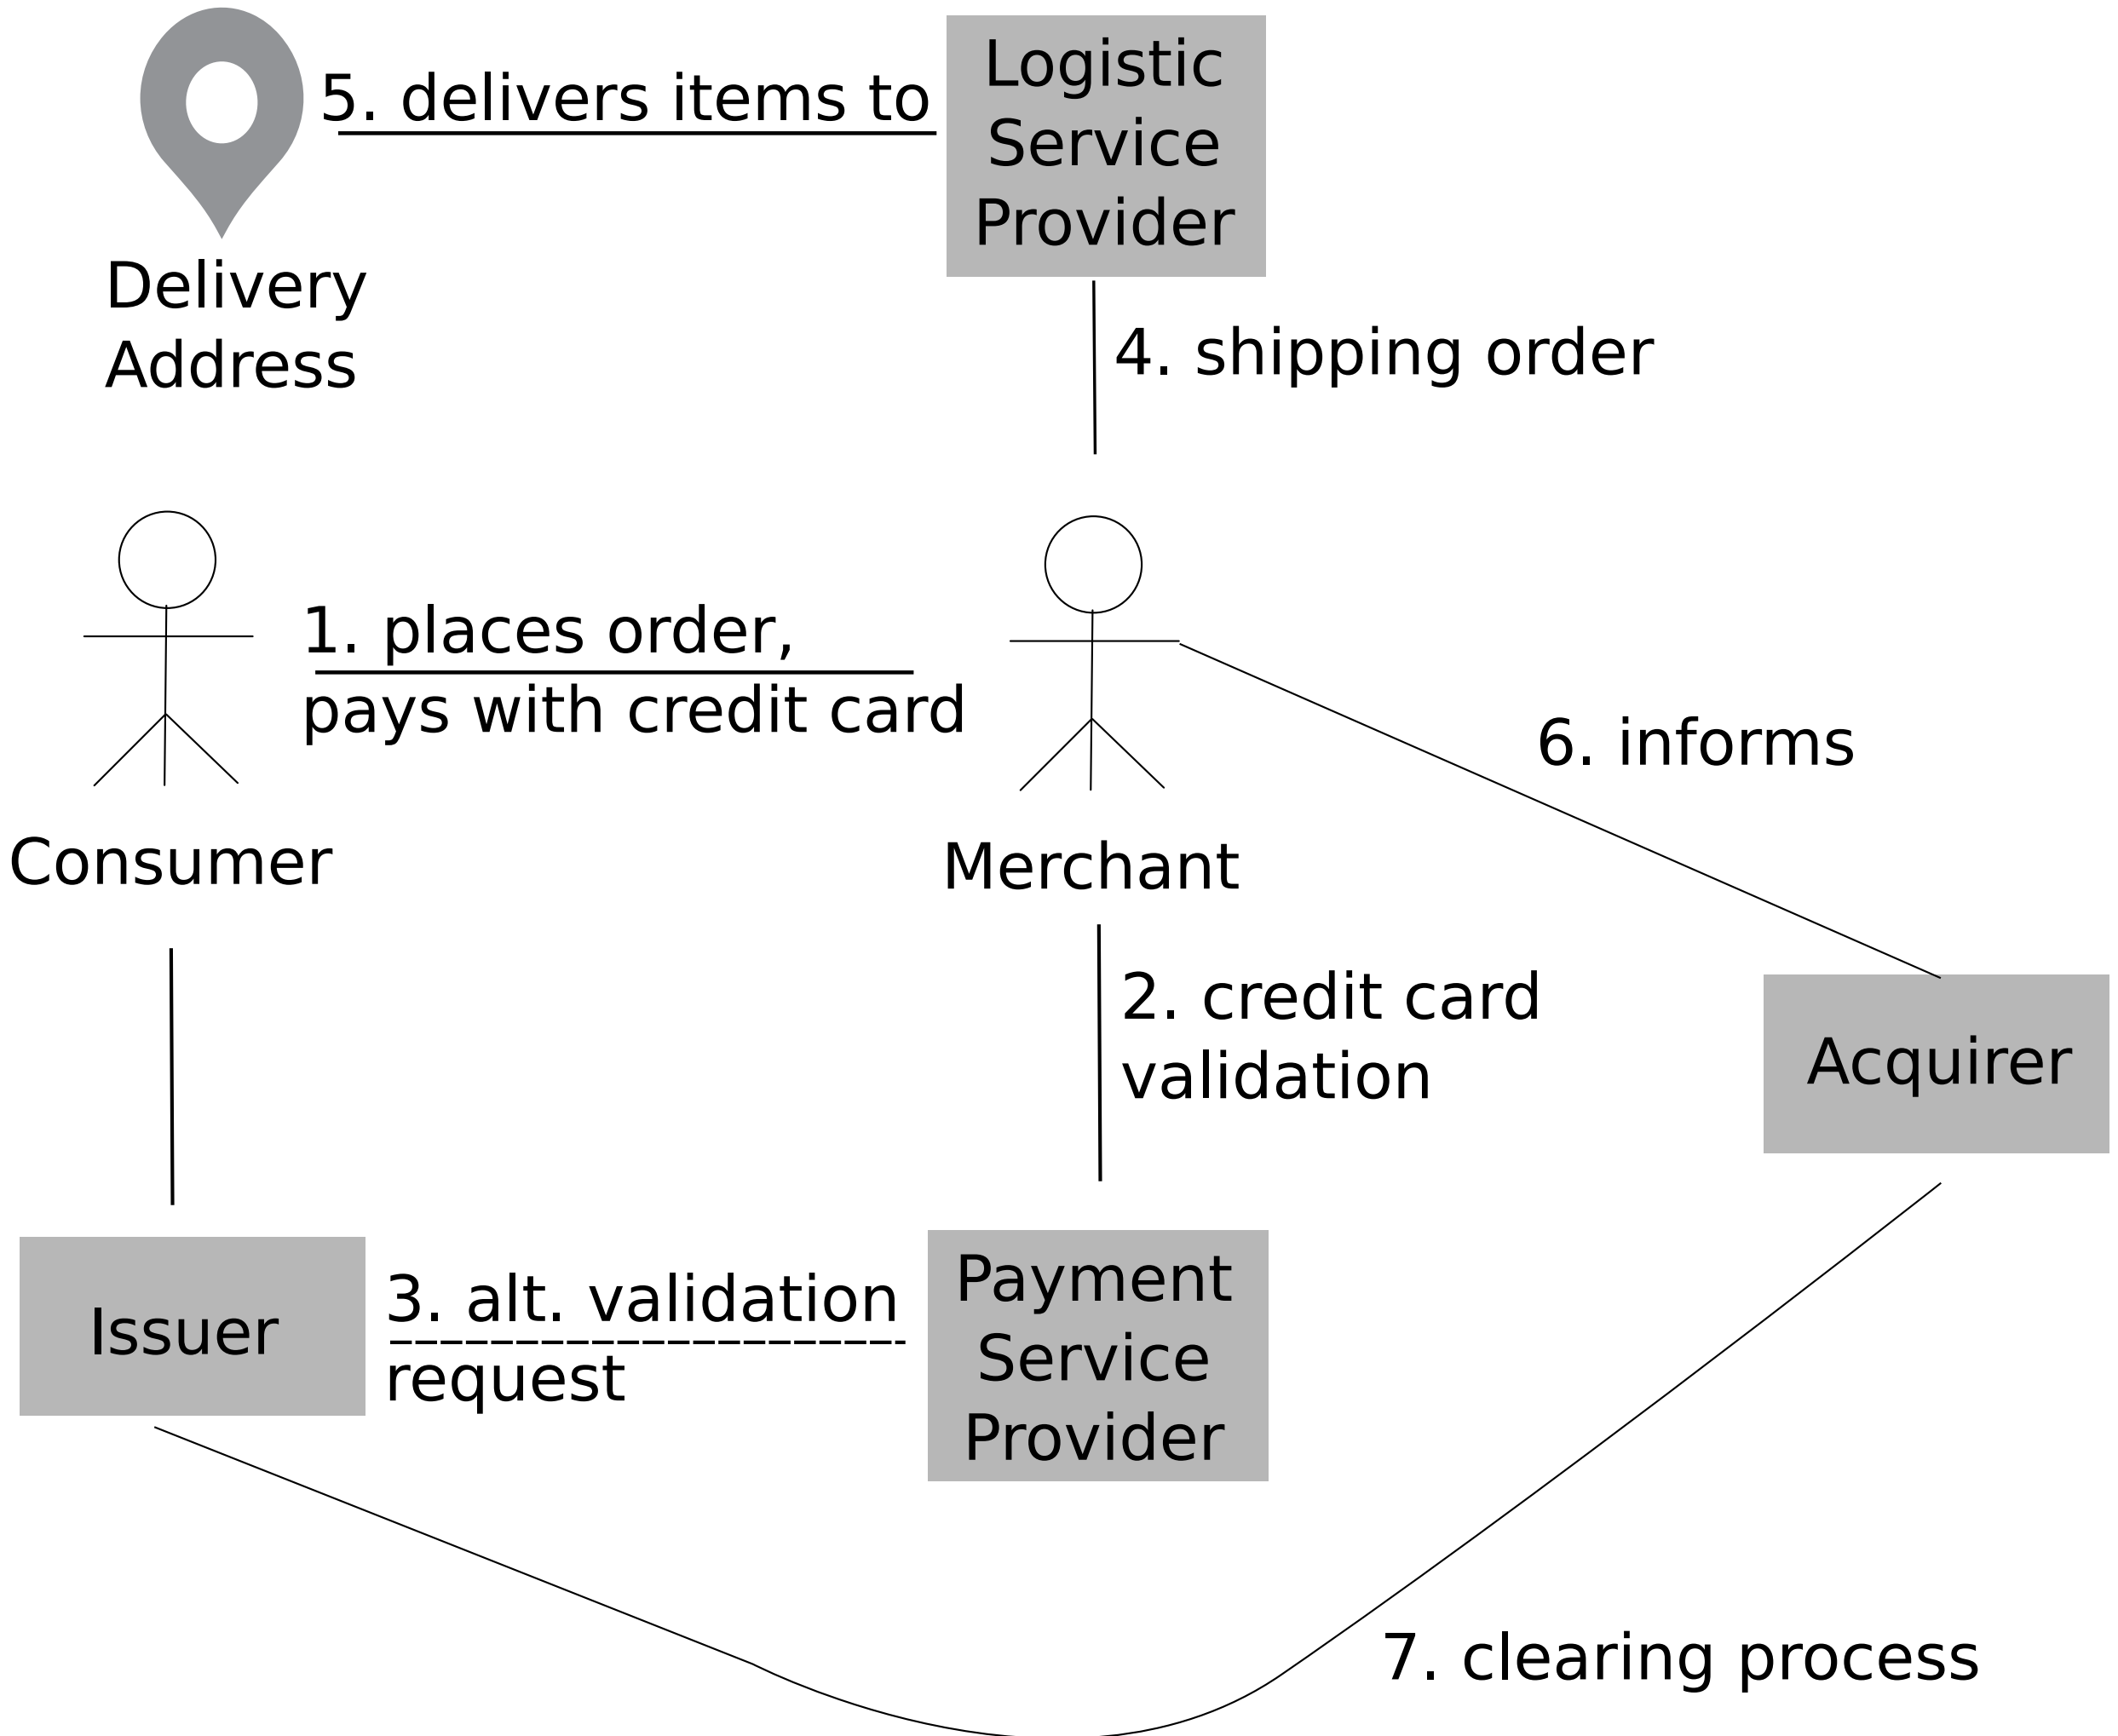 5. delivers items to
Logistic
Service
Provider
Delivery
Address
4. shipping order
1. places order,
pays with credit card
6. informs
Consumer
Merchant
2. credit card
validation
Acquirer
Issuer
3. alt. validation
request
Payment
Service
Provider
7. clearing process